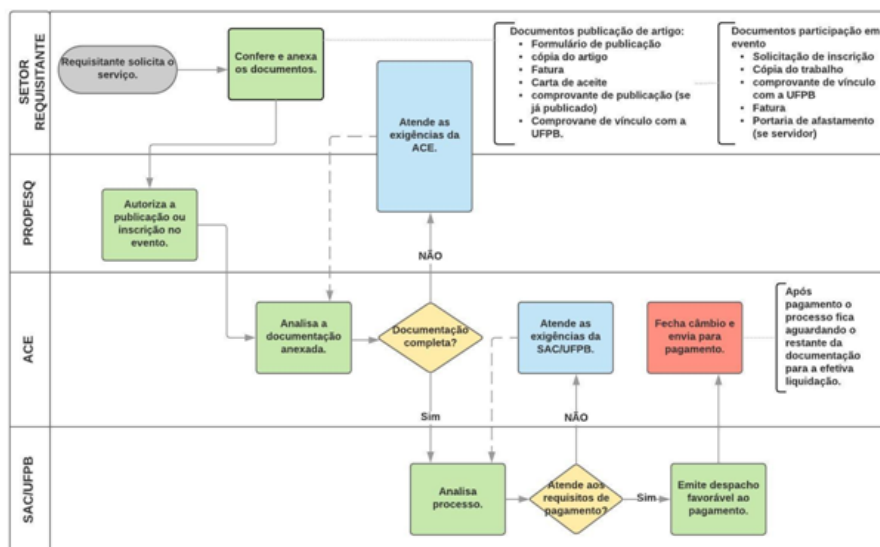 SETOR
REQUISITANTE
Requisitante solicita o
serviço.
Confere e anexa
os documentos.
Documentos publicação de artigo:
• Formulário de publicação
• cópia do artigo
• Fatura
• Carta de aceite
• comprovante de publicação (se
já publicado)
• Comprovane de vínculo com a
UFPB.
Documentos participação em
evento
• Solicitação de inscrição
• Cópia do trabalho
• comprovante de vínculo
com a UFPB
• Fatura
• Portaria de afastamento
(se servidor)
Atende as
exigências da
ACE.
PROPESQ
Autoriza a
publicação ou
inscrição no
evento.
NÃO
ACE
Analisa a
documentação
anexada.
Documentação
completa?
Atende as
exigências da
SAC/UFPB.
Fecha câmbio e
envia para
pagamento.
Após
pagamento o
processo fica
aguardando o
restante da
documentação
para a efetiva
liquidação.
Sim
NÃO
SAC/UFPB
Analisa
processo.
Atende aos
requisitos de
pagamento?
Sim
Emite despacho
favorável ao
pagamento.